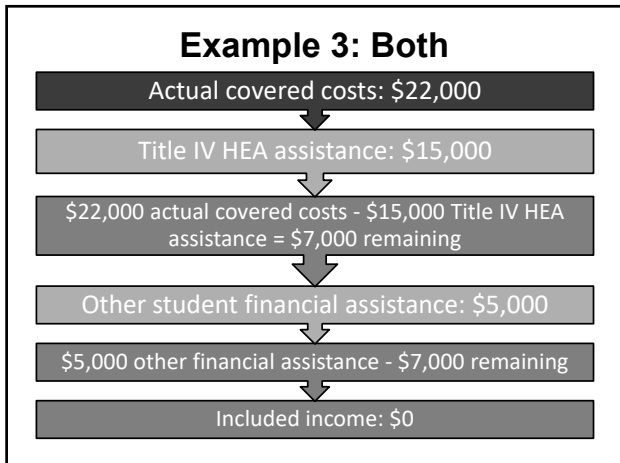 Example 3: Both
Actual covered costs: $22,000
Title IV HEA assistance: $15,000
$22,000 actual covered costs - $15,000 Title IV HEA
assistance = $7,000 remaining
Other student financial assistance: $5,000
$5,000 other financial assistance - $7,000 remaining
Included income: $0